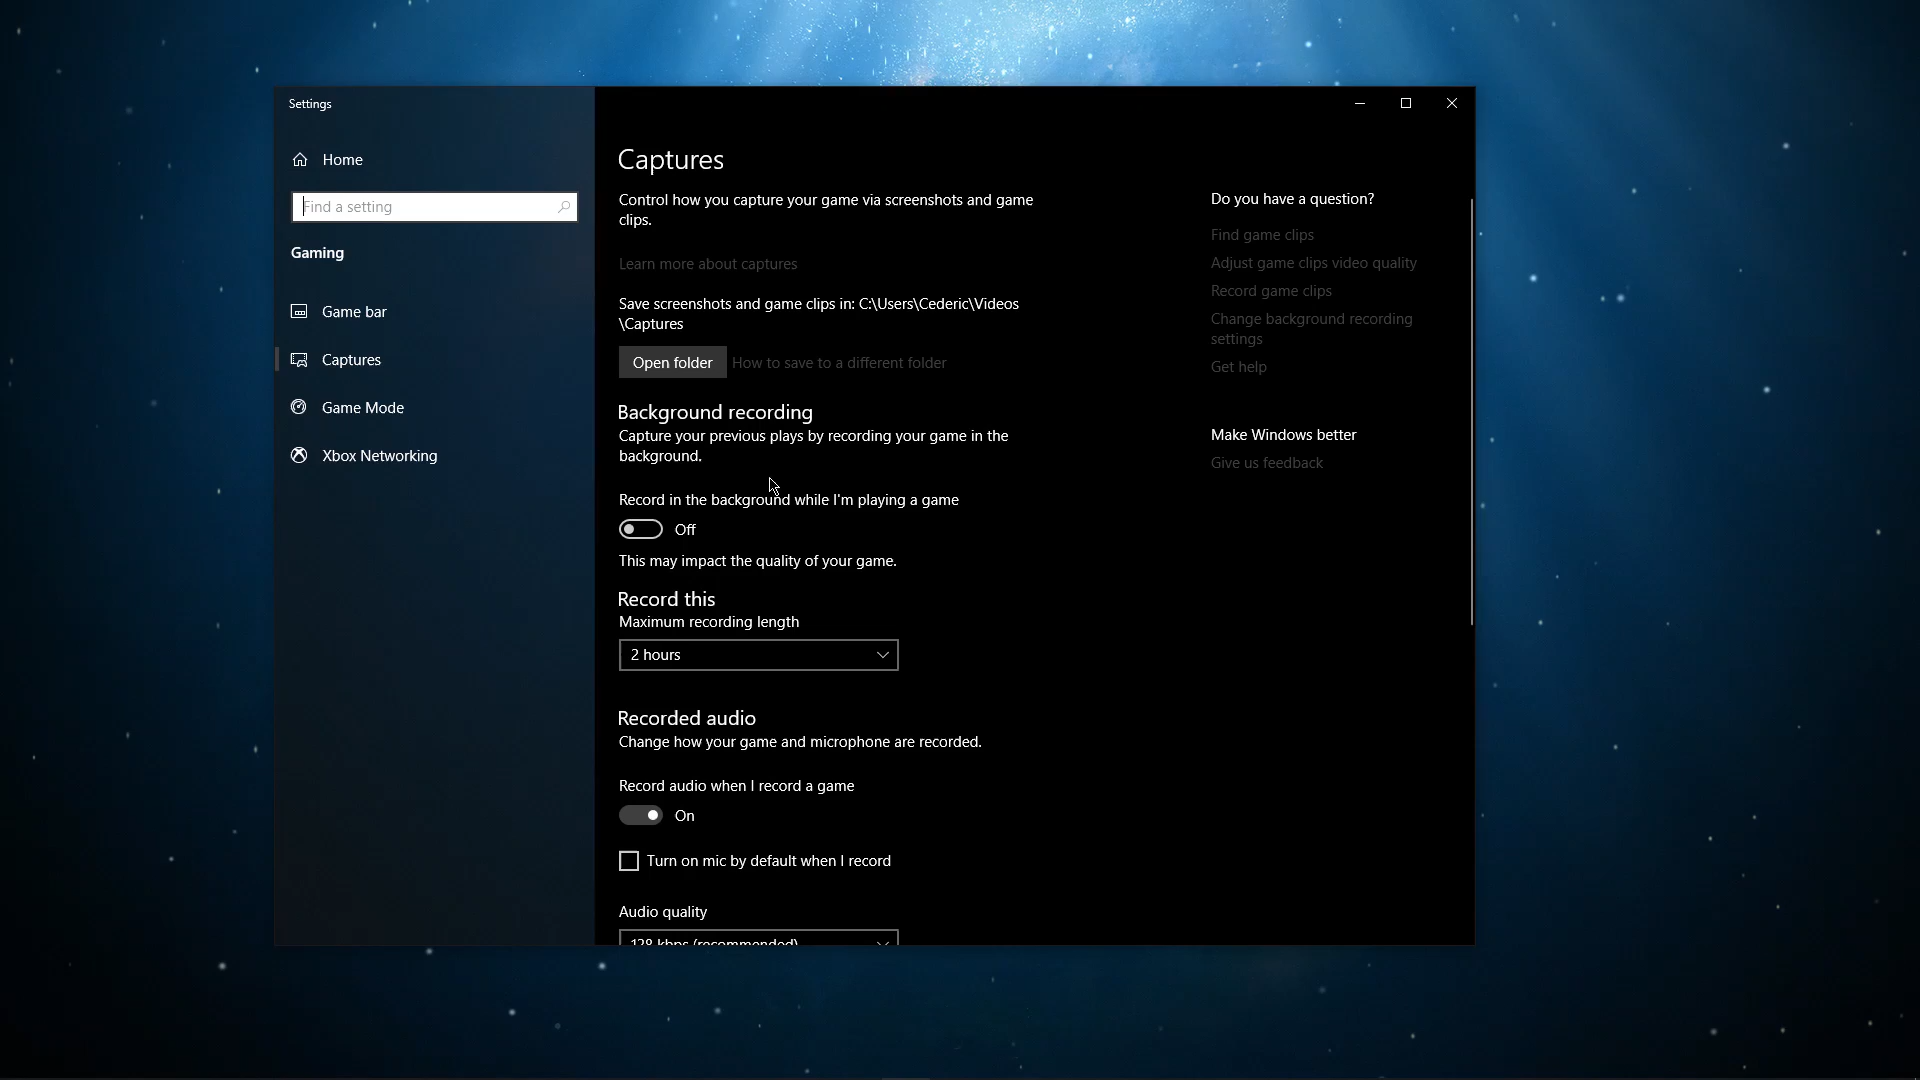 Settings
Home
Find a setting
Gaming
Game bar
Captures
Game Mode
Xbox Networking
Captures
Control how you capture your game via screenshots and game
clips.
Learn more about captures
Save screenshots and game clips in: C:\Users\Cederic\Videos
\Captures
Open folder
How to save to a different folder
Background recording
Capture your previous plays by recording your game in the
background.
Record in the background while I'm playing a game
Off
This may impact the quality of your game.
Record this
Maximum recording length
2 hours
Recorded audio
Change how your game and microphone are recorded.
Record audio when I record a game
On
Turn on mic by default when I record
Audio quality
128 kbps (recommended)
Do you have a question?
Find game clips
Adjust game clips video quality
Record game clips
Change background recording
settings
Get help
Make Windows better
Give us feedback